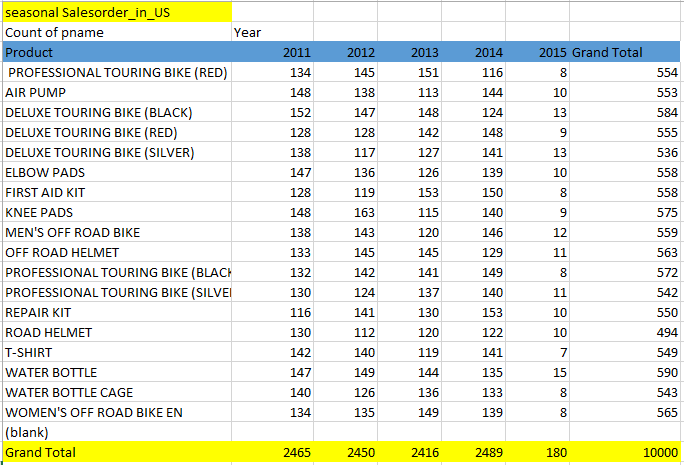 seasonal Salesorder_in_US
Count of pname Year
Product 2011 2012 2013 2014 2015 Grand Total
PROFESSIONAL TOURING BIKE (RED) 134 145 151 116 8 554
AIR PUMP 148 138 113 144 10 553
DELUXE TOURING BIKE (BLACK) 152 147 148 124 13 584
DELUXE TOURING BIKE (RED) 128 128 142 148 9 555
DELUXE TOURING BIKE (SILVER) 138 117 127 141 13 536
ELBOW PADS 147 136 126 139 10 558
FIRST AID KIT 128 119 153 150 8 558
KNEE PADS 148 163 115 140 9 575
MEN'S OFF ROAD BIKE 138 143 120 146 12 559
OFF ROAD HELMET 133 145 145 129 11 563
PROFESSIONAL TOURING BIKE (BLACK 132 142 141 149 8 572
PROFESSIONAL TOURING BIKE (SILVE 130 124 137 140 11 542
REPAIR KIT 116 141 130 153 10 550
ROAD HELMET 130 112 120 122 10 494
T-SHIRT 142 140 119 141 7 549
WATER BOTTLE 147 149 144 135 15 590
WATER BOTTLE CAGE 140 126 136 133 8 543
WOMEN'S OFF ROAD BIKE EN 134 135 149 139 8 565
(blank)
Grand Total 2465 2450 2416 2489 180 10000